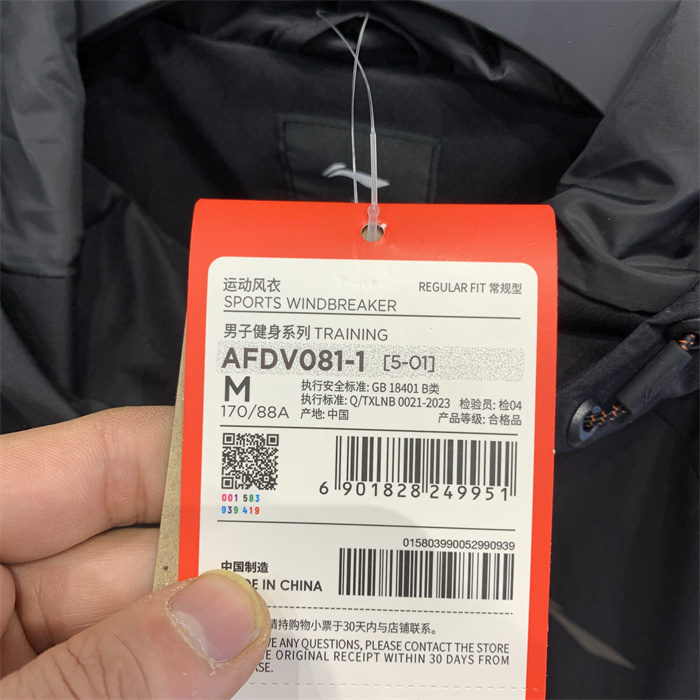 运动风衣
REGULAR FIT 常规型
SPORTS WINDBREAKER
男子健身系列 TRAINING
AFDV081-1 [5-01]
M
170/88A
执行安全标准: GB 18401 B类
执行标准: Q/TXLNB 0021-2023 检验员: 检04
产地: 中国 产品等级: 合格品
001 583
939 419
6 901828 249951
015803990052990939
中国制造
IN CHINA
持购物小票于30天内与店铺联系。
ANY QUESTIONS, PLEASE CONTACT THE STORE
ORIGINAL RECEIPT WITHIN 30 DAYS FROM